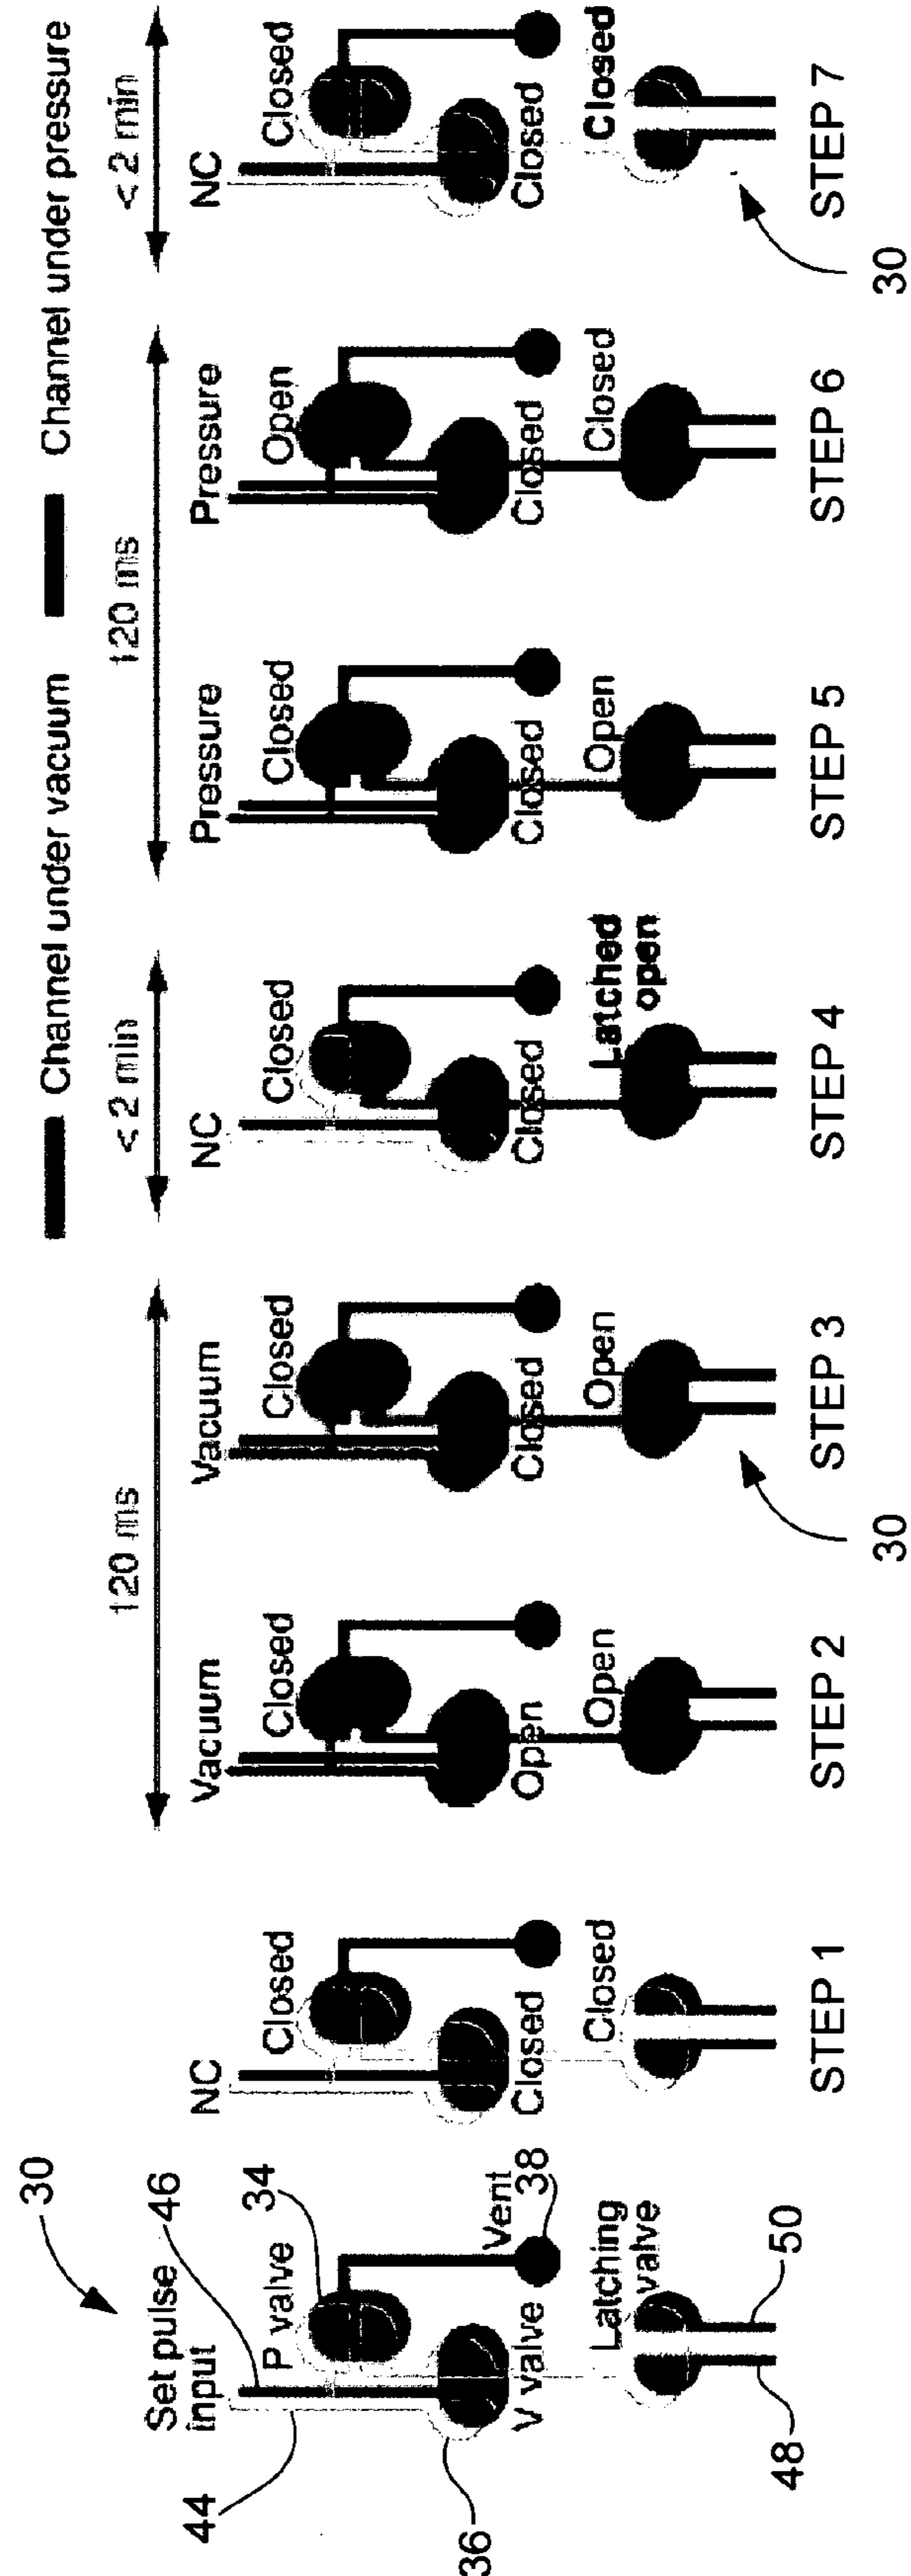 Channel under vacuum
Channel under pressure
120 ms
< 2 min
120 ms
< 2 min
30
Set pulse
input
46
44
P valve
34
36
V valve
Vent
38
Latching
valve
48
50
NC
Closed
Closed
Closed
STEP 1
Vacuum
Closed
Open
Open
STEP 2
Vacuum
Closed
Closed
Open
STEP 3
30
NC
Closed
Closed
Latched
open
STEP 4
Pressure
Closed
Closed
Open
STEP 5
Pressure
Open
Closed
Closed
STEP 6
NC
Closed
Closed
Closed
STEP 7
30